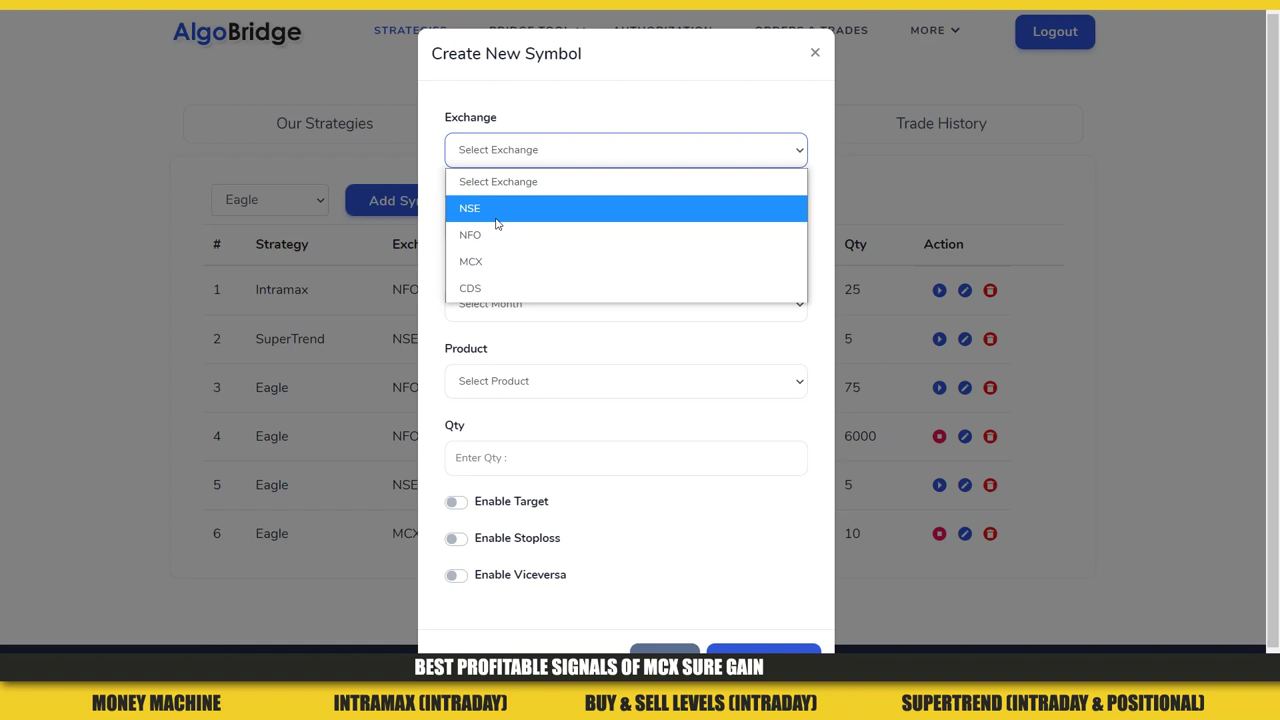 AlgoBridge
STRATEGIES
MORE
Logout
Create New Symbol
×
Our Strategies
Trade History
Exchange
Select Exchange
Select Exchange
NSE
NFO
MCX
CDS
Select Month
Product
Select Product
Qty
Enter Qty :
Enable Target
Enable Stoploss
Enable Viceversa
Eagle
# Strategy Qty Action
1 Intramax NFO 25
2 SuperTrend NSE 5
3 Eagle NFO 75
4 Eagle NFO 6000
5 Eagle NSE 5
6 Eagle MCX 10
BEST PROFITABLE SIGNALS OF MCX SURE GAIN
MONEY MACHINE INTRAMAX (INTRADAY) BUY & SELL LEVELS (INTRADAY) SUPERTREND (INTRADAY & POSITIONAL)